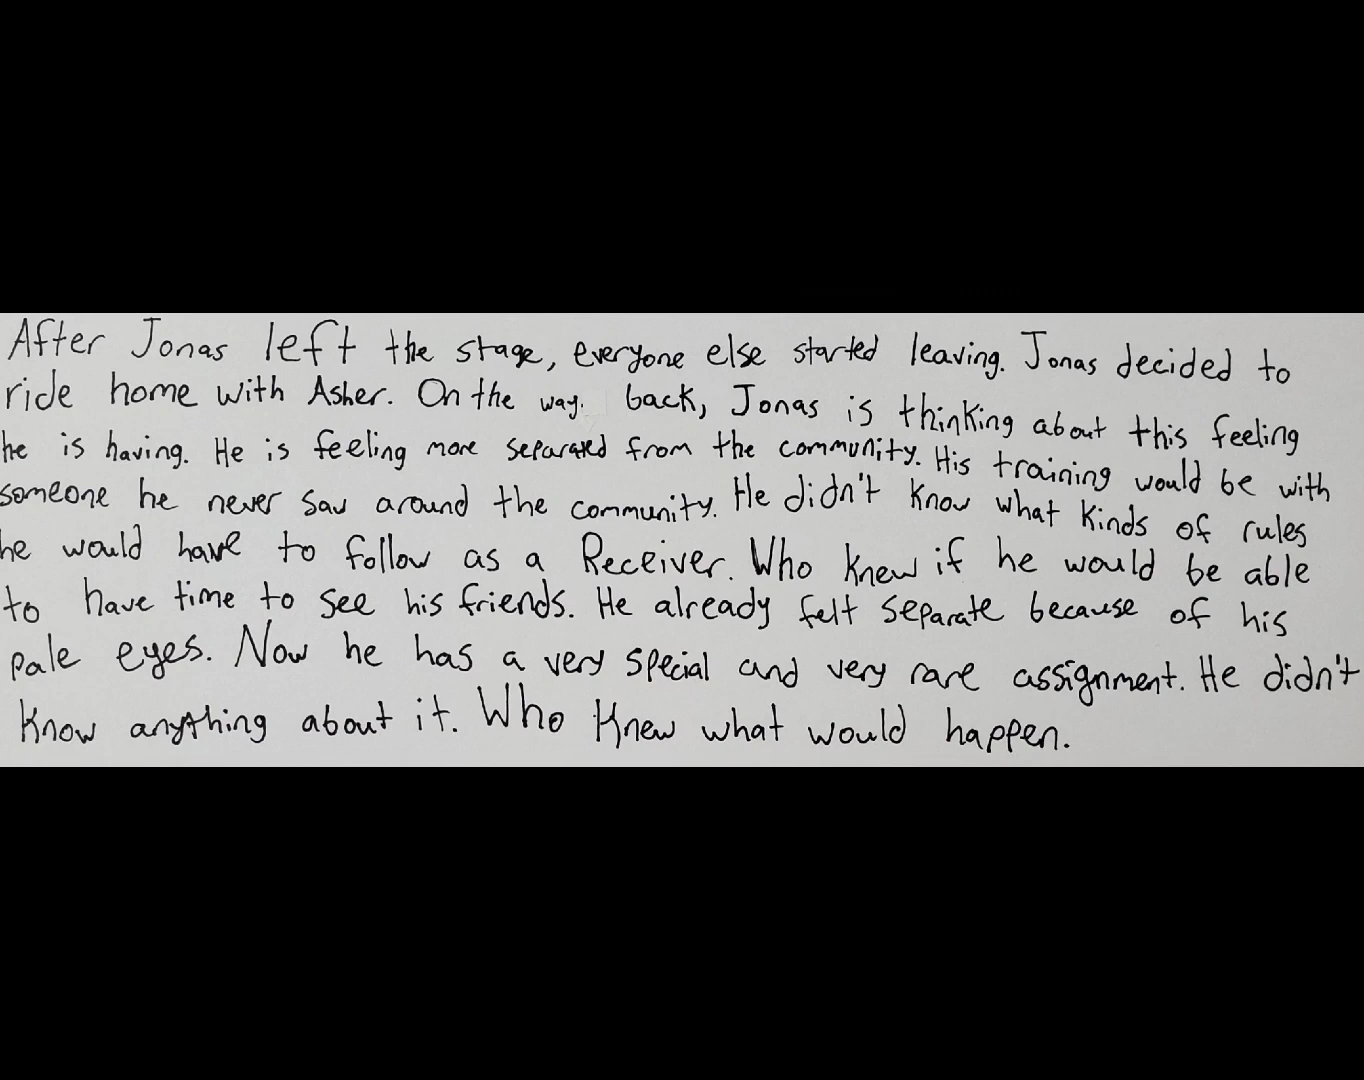 After Jonas left the stage, everyone else started leaving. Jonas decided to
ride home with Asher. On the way. back, Jonas is thinking about this feeling
he is having. He is feeling more separated from the community. His training would be with
someone he never saw around the community. He didn't know what kinds of rules
he would have to follow as a Receiver. Who knew if he would be able
to have time to see his friends. He already felt separate because of his
pale eyes. Now he has a very special and very rare assignment. He didn't
know anything about it. Who knew what would happen.